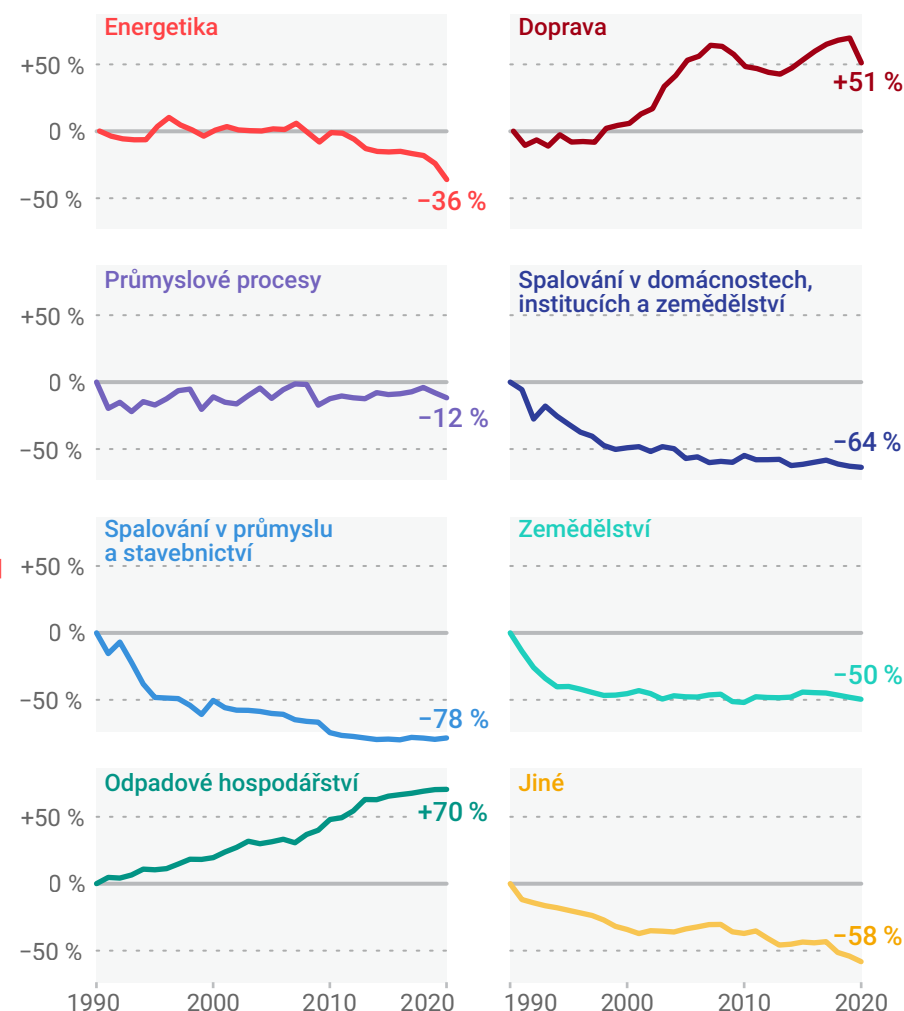 Energetika
+50 %
0 %
−50 %
−36 %
Doprava
+51 %
Průmyslové procesy
+50 %
0 %
−50 %
−12 %
Spalování v domácnostech,
institucích a zemědělství
−64 %
Spalování v průmyslu
a stavebnictví
+50 %
0 %
−50 %
−78 %
Zemědělství
−50 %
Odpadové hospodářství
+50 %
0 %
−50 %
+70 %
1990 2000 2010 2020
Jiné
−58 %
1990 2000 2010 2020